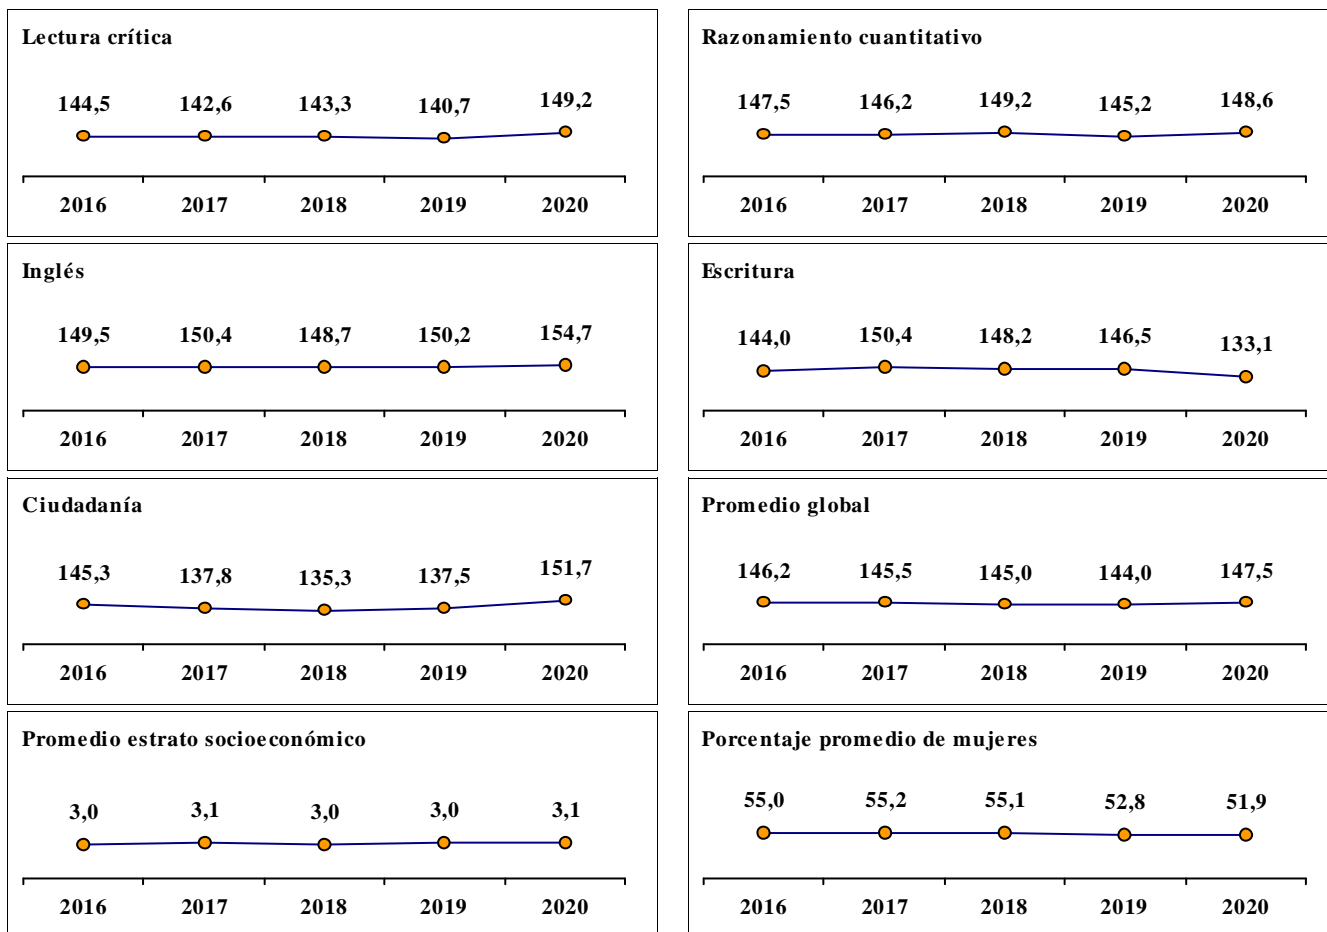 Lectura crítica
144,5 142,6 143,3 140,7 149,2
2016 2017 2018 2019 2020
Razonamiento cuantitativo
147,5 146,2 149,2 145,2 148,6
2016 2017 2018 2019 2020
Inglés
149,5 150,4 148,7 150,2 154,7
2016 2017 2018 2019 2020
Escritura
144,0 150,4 148,2 146,5 133,1
2016 2017 2018 2019 2020
Ciudadanía
145,3 137,8 135,3 137,5 151,7
2016 2017 2018 2019 2020
Promedio global
146,2 145,5 145,0 144,0 147,5
2016 2017 2018 2019 2020
Promedio estrato socioeconómico
3,0 3,1 3,0 3,0 3,1
2016 2017 2018 2019 2020
Porcentaje promedio de mujeres
55,0 55,2 55,1 52,8 51,9
2016 2017 2018 2019 2020